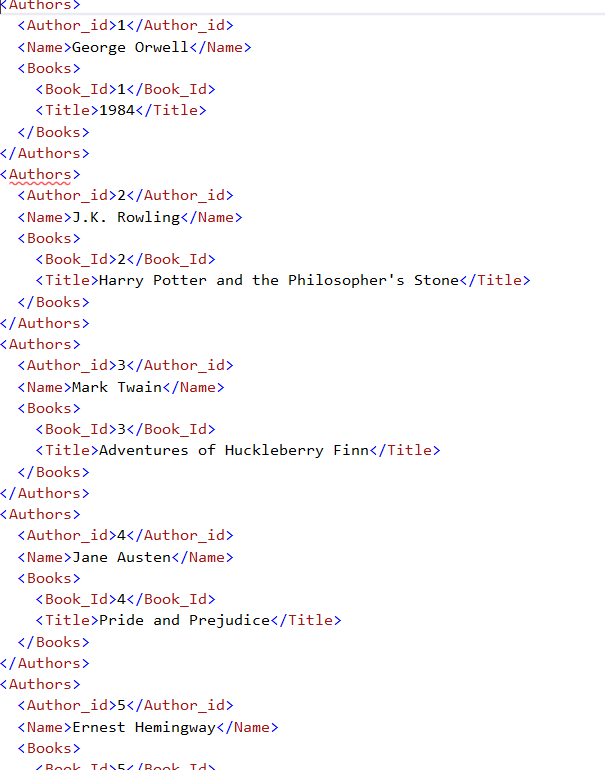 <Authors>
  <Author_id>1</Author_id>
  <Name>George Orwell</Name>
  <Books>
    <Book_Id>1</Book_Id>
    <Title>1984</Title>
  </Books>
</Authors>
<Authors>
  <Author_id>2</Author_id>
  <Name>J.K. Rowling</Name>
  <Books>
    <Book_Id>2</Book_Id>
    <Title>Harry Potter and the Philosopher's Stone</Title>
  </Books>
</Authors>
<Authors>
  <Author_id>3</Author_id>
  <Name>Mark Twain</Name>
  <Books>
    <Book_Id>3</Book_Id>
    <Title>Adventures of Huckleberry Finn</Title>
  </Books>
</Authors>
<Authors>
  <Author_id>4</Author_id>
  <Name>Jane Austen</Name>
  <Books>
    <Book_Id>4</Book_Id>
    <Title>Pride and Prejudice</Title>
  </Books>
</Authors>
<Authors>
  <Author_id>5</Author_id>
  <Name>Ernest Hemingway</Name>
  <Books>
    <Book_Id>5</Book_Id>